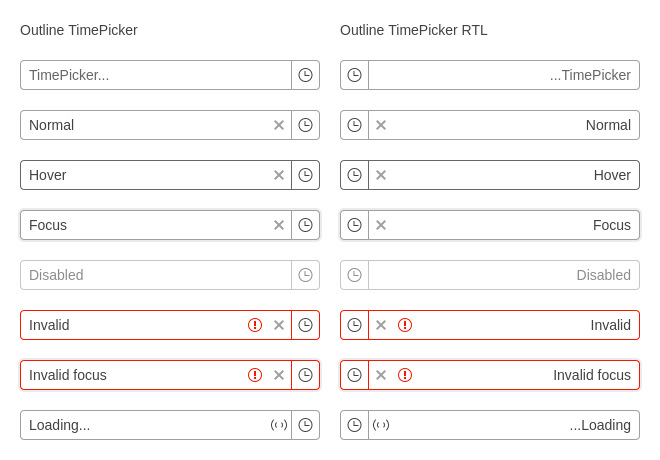 Outline TimePicker
TimePicker...
Normal
Hover
Focus
Disabled
Invalid
Invalid focus
Loading...
Outline TimePicker RTL
...TimePicker
Normal
Hover
Focus
Disabled
Invalid
Invalid focus
...Loading